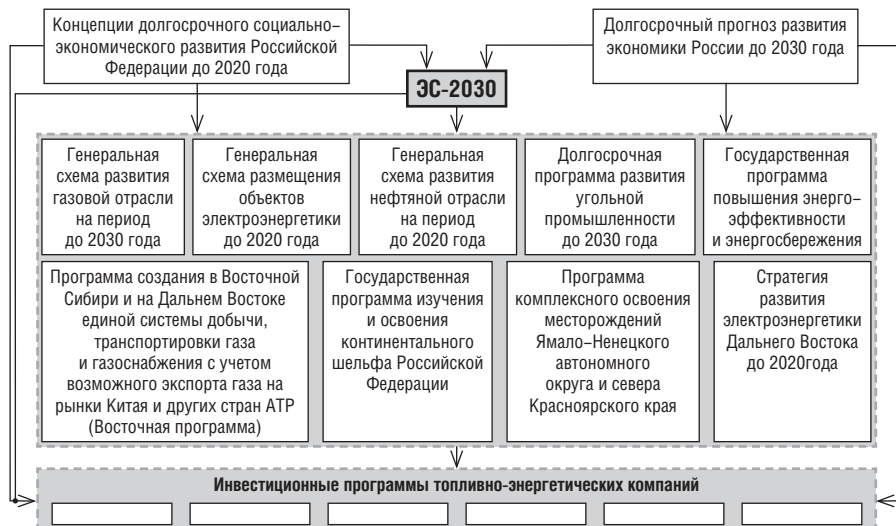 Концепции долгосрочного социально–
экономического развития Российской
Федерации до 2020 года
Долгосрочный прогноз развития
экономики России до 2030 года
ЭС-2030
Генеральная
схема развития
газовой отрасли
на период
до 2030 года
Генеральная
схема размещения
объектов
электроэнергетики
до 2020 года
Генеральная
схема развития
нефтяной отрасли
на период
до 2020 года
Долгосрочная
программа развития
угольной
промышленности
до 2030 года
Государственная
программа
повышения энерго–
эффективности
и энергосбережения
Программа создания в Восточной
Сибири и на Дальнем Востоке
единой системы добычи,
транспортировки газа
и газоснабжения с учетом
возможного экспорта газа на
рынки Китая и других стран АТР
(Восточная программа)
Государственная
программа изучения
и освоения
континентального
шельфа Российской
Федерации
Программа
комплексного освоения
месторождений
Ямало–Ненецкого
автономного
округа и севера
Красноярского края
Стратегия
развития
электроэнергетики
Дальнего Востока
до 2020года
Инвестиционные программы топливно-энергетических компаний